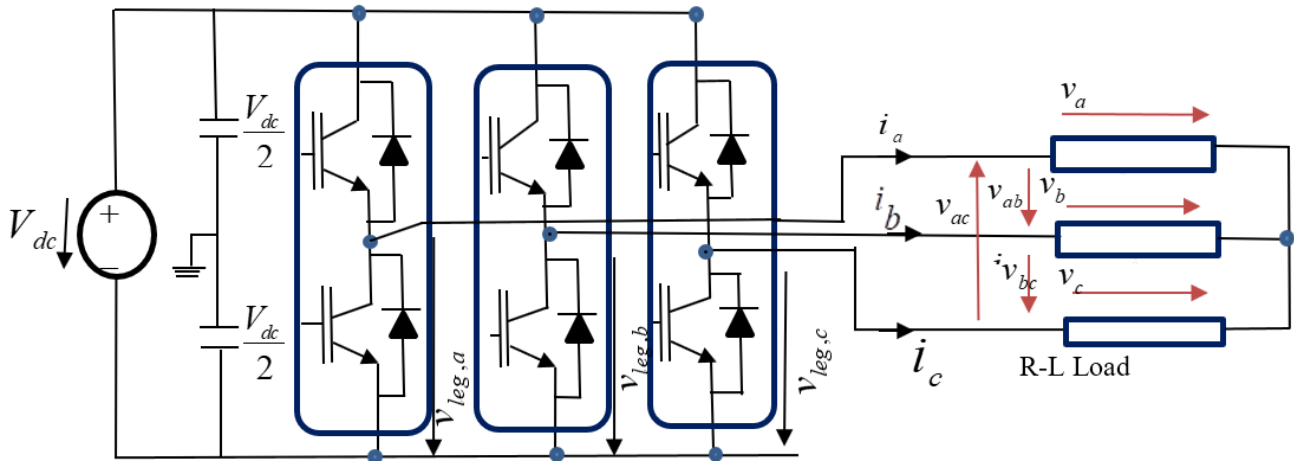 V_dc
+
−
V_dc
2
V_dc
2
v_leg,a
v_leg,b
v_leg,c
i_a
i_b
i_c
v_a
v_ac
v_ab
v_b
v_bc
v_c
R-L Load